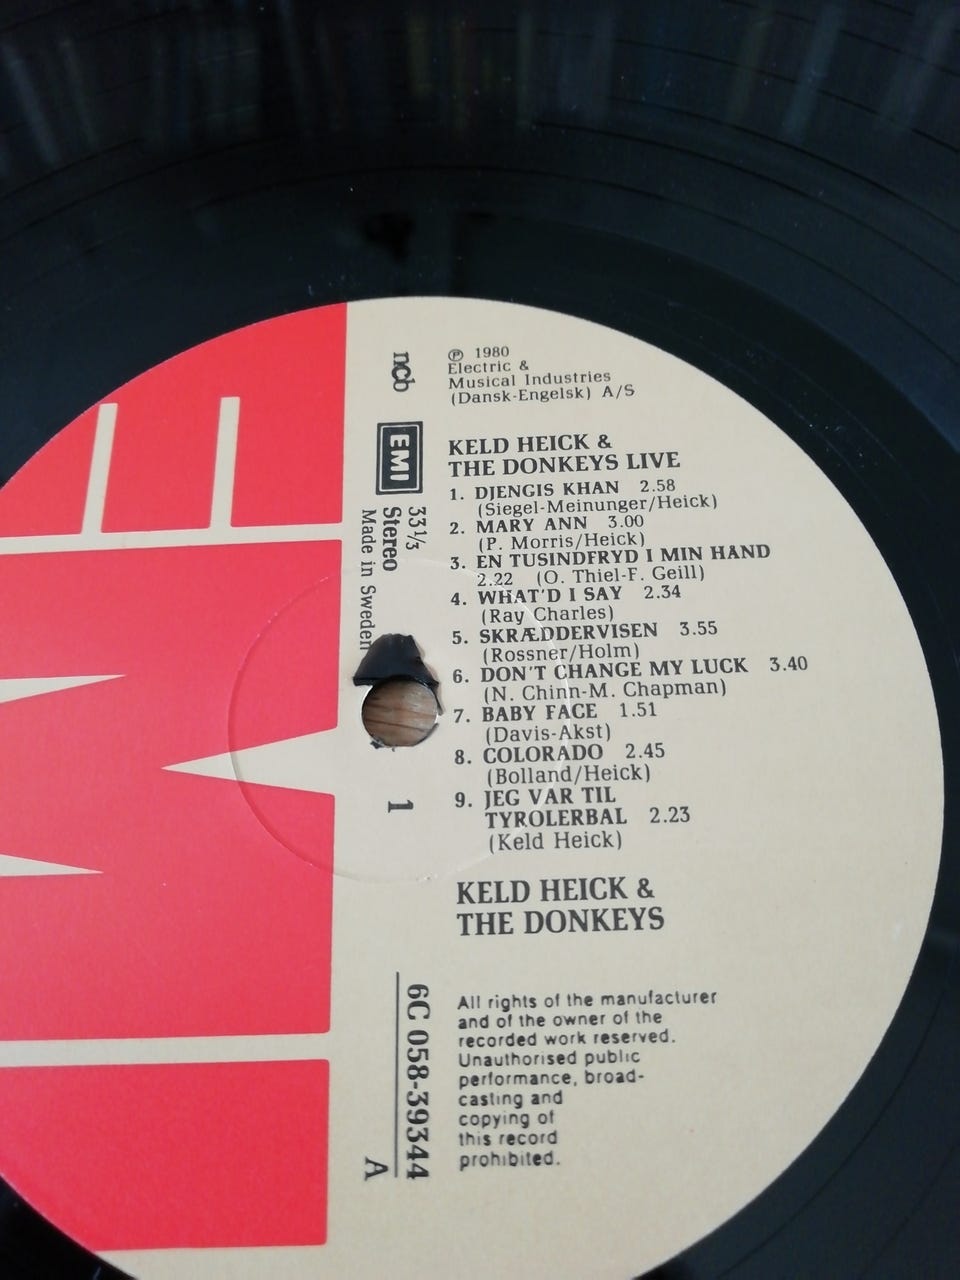 ℗ 1980
Electric &
Musical Industries
(Dansk-Engelsk) A/S
ncb
EMI
33⅓
Stereo
Made in Sweden
KELD HEICK &
THE DONKEYS LIVE
1. DJENGIS KHAN 2.58
(Siegel-Meinunger/Heick)
2. MARY ANN 3.00
(P. Morris/Heick)
3. EN TUSINDFRYD I MIN HAND
2.22 (O. Thiel-F. Geill)
4. WHAT'D I SAY 2.34
(Ray Charles)
5. SKRÆDDERVISEN 3.55
(Rossner/Holm)
6. DON'T CHANGE MY LUCK 3.40
(N. Chinn-M. Chapman)
7. BABY FACE 1.51
(Davis-Akst)
8. COLORADO 2.45
(Bolland/Heick)
9. JEG VAR TIL
TYROLERBAL 2.23
(Keld Heick)
1
KELD HEICK &
THE DONKEYS
6C 058-39344
A
All rights of the manufacturer
and of the owner of the
recorded work reserved.
Unauthorised public
performance, broad-
casting and
copying of
this record
prohibited.